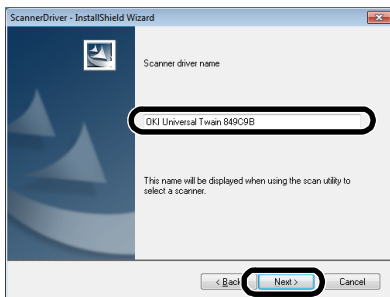 ScannerDriver - InstallShield Wizard
Scanner driver name
OKI Universal Twain 849C9B
This name will be displayed when using the scan utility to
select a scanner.
< Back
Next >
Cancel